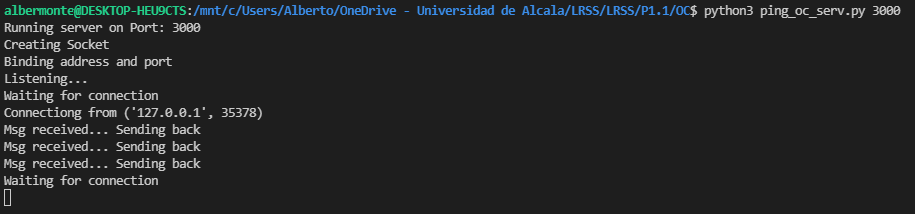 albermonte@DESKTOP-HEU9CTS:/mnt/c/Users/Alberto/OneDrive - Universidad de Alcala/LRSS/LRSS/P1.1/OC$ python3 ping_oc_serv.py 3000
Running server on Port: 3000
Creating Socket
Binding address and port
Listening...
Waiting for connection
Connectiong from ('127.0.0.1', 35378)
Msg received... Sending back
Msg received... Sending back
Msg received... Sending back
Waiting for connection